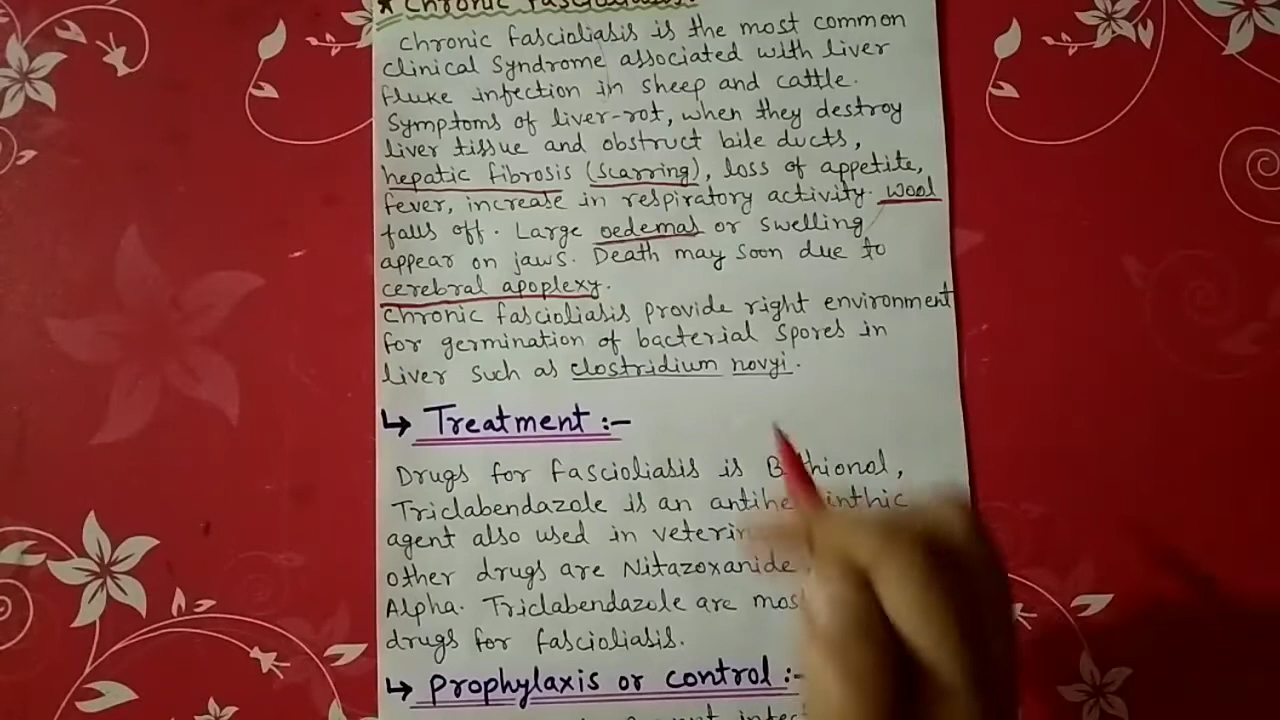 * Chronic fascioliasis:
Chronic fascioliasis is the most common
clinical syndrome associated with liver
fluke infection in sheep and cattle.
Symptoms of liver-rot, when they destroy
liver tissue and obstruct bile ducts,
hepatic fibrosis (scarring), loss of appetite,
fever, increase in respiratory activity. Wool
falls off. Large oedemas or swelling
appear on jaws. Death may soon due to
cerebral apoplexy.
Chronic fascioliasis provide right environment
for germination of bacterial spores in
liver such as clostridium novyi.
↳ Treatment :-
Drugs for fascioliasis is
Triclabendazole is an
agent also used in
other drugs are Nitazoxanide
Alpha. Triclabendazole are
drugs for fascioliasis.
↳ Prophylaxis or control :-